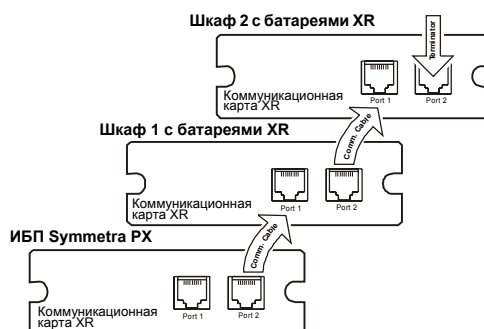 Шкаф 2 с батареями XR
Terminator
Коммуникационная
карта XR
Port 1
Port 2
Шкаф 1 с батареями XR
Comm. Cable
Коммуникационная
карта XR
Port 1
Port 2
ИБП Symmetra PX
Comm. Cable
Коммуникационная
карта XR
Port 1
Port 2